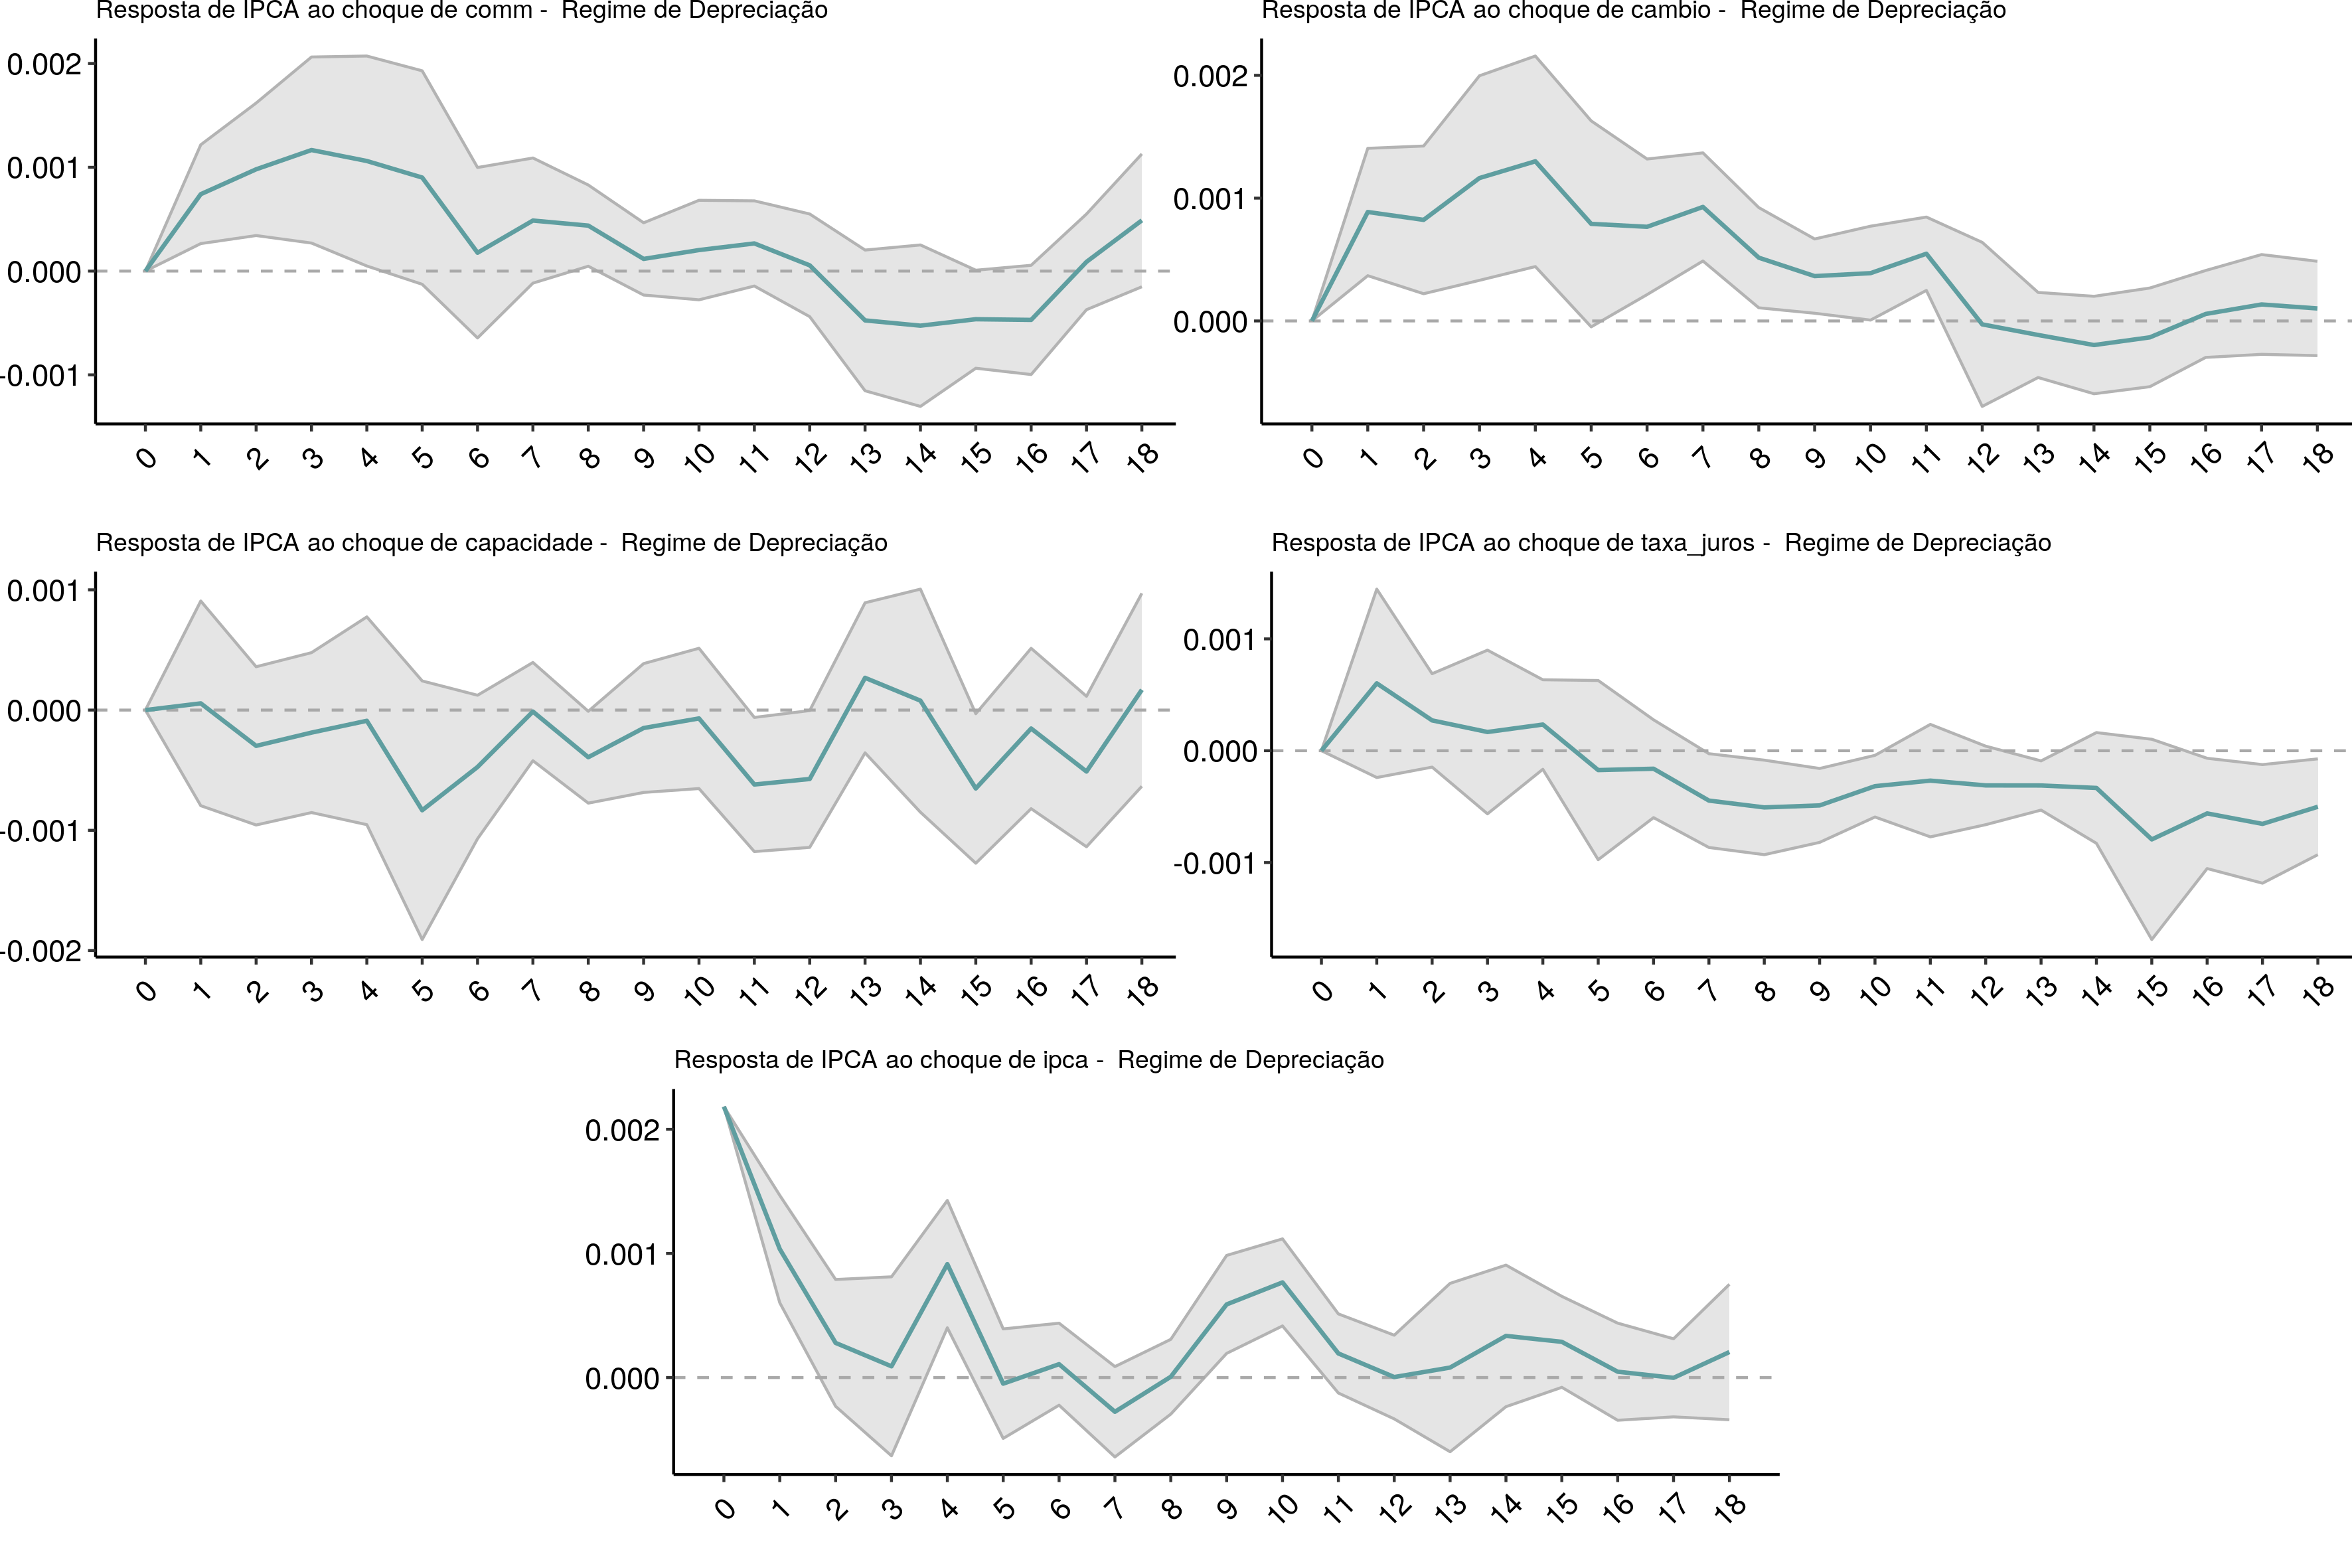 Resposta de IPCA ao choque de comm -  Regime de Depreciação
0.002
0.001
0.000
-0.001
0 1 2 3 4 5 6 7 8 9 10 11 12 13 14 15 16 17 18
Resposta de IPCA ao choque de cambio -  Regime de Depreciação
0.002
0.001
0.000
0 1 2 3 4 5 6 7 8 9 10 11 12 13 14 15 16 17 18
Resposta de IPCA ao choque de capacidade -  Regime de Depreciação
0.001
0.000
-0.001
-0.002
0 1 2 3 4 5 6 7 8 9 10 11 12 13 14 15 16 17 18
Resposta de IPCA ao choque de taxa_juros -  Regime de Depreciação
0.001
0.000
-0.001
0 1 2 3 4 5 6 7 8 9 10 11 12 13 14 15 16 17 18
Resposta de IPCA ao choque de ipca -  Regime de Depreciação
0.002
0.001
0.000
0 1 2 3 4 5 6 7 8 9 10 11 12 13 14 15 16 17 18